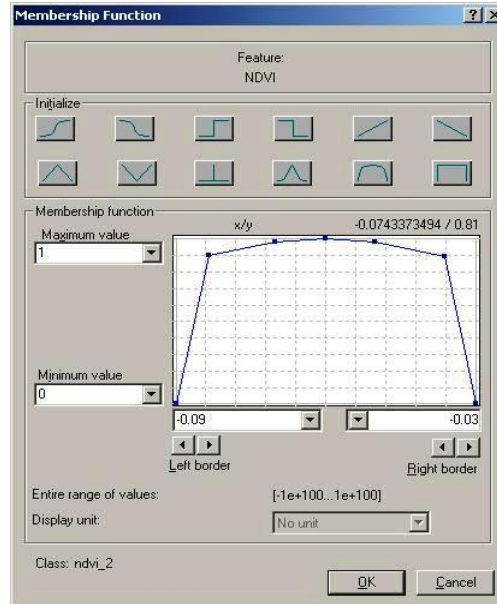 Membership Function
Feature:
NDVI
Initialize
Membership function
x/y
-0.0743373494 / 0.81
Maximum value
1
Minimum value
0
-0.09
-0.03
Left border
Right border
Entire range of values:
[-1e+100...1e+100]
Display unit:
No unit
Class: ndvi_2
OK
Cancel